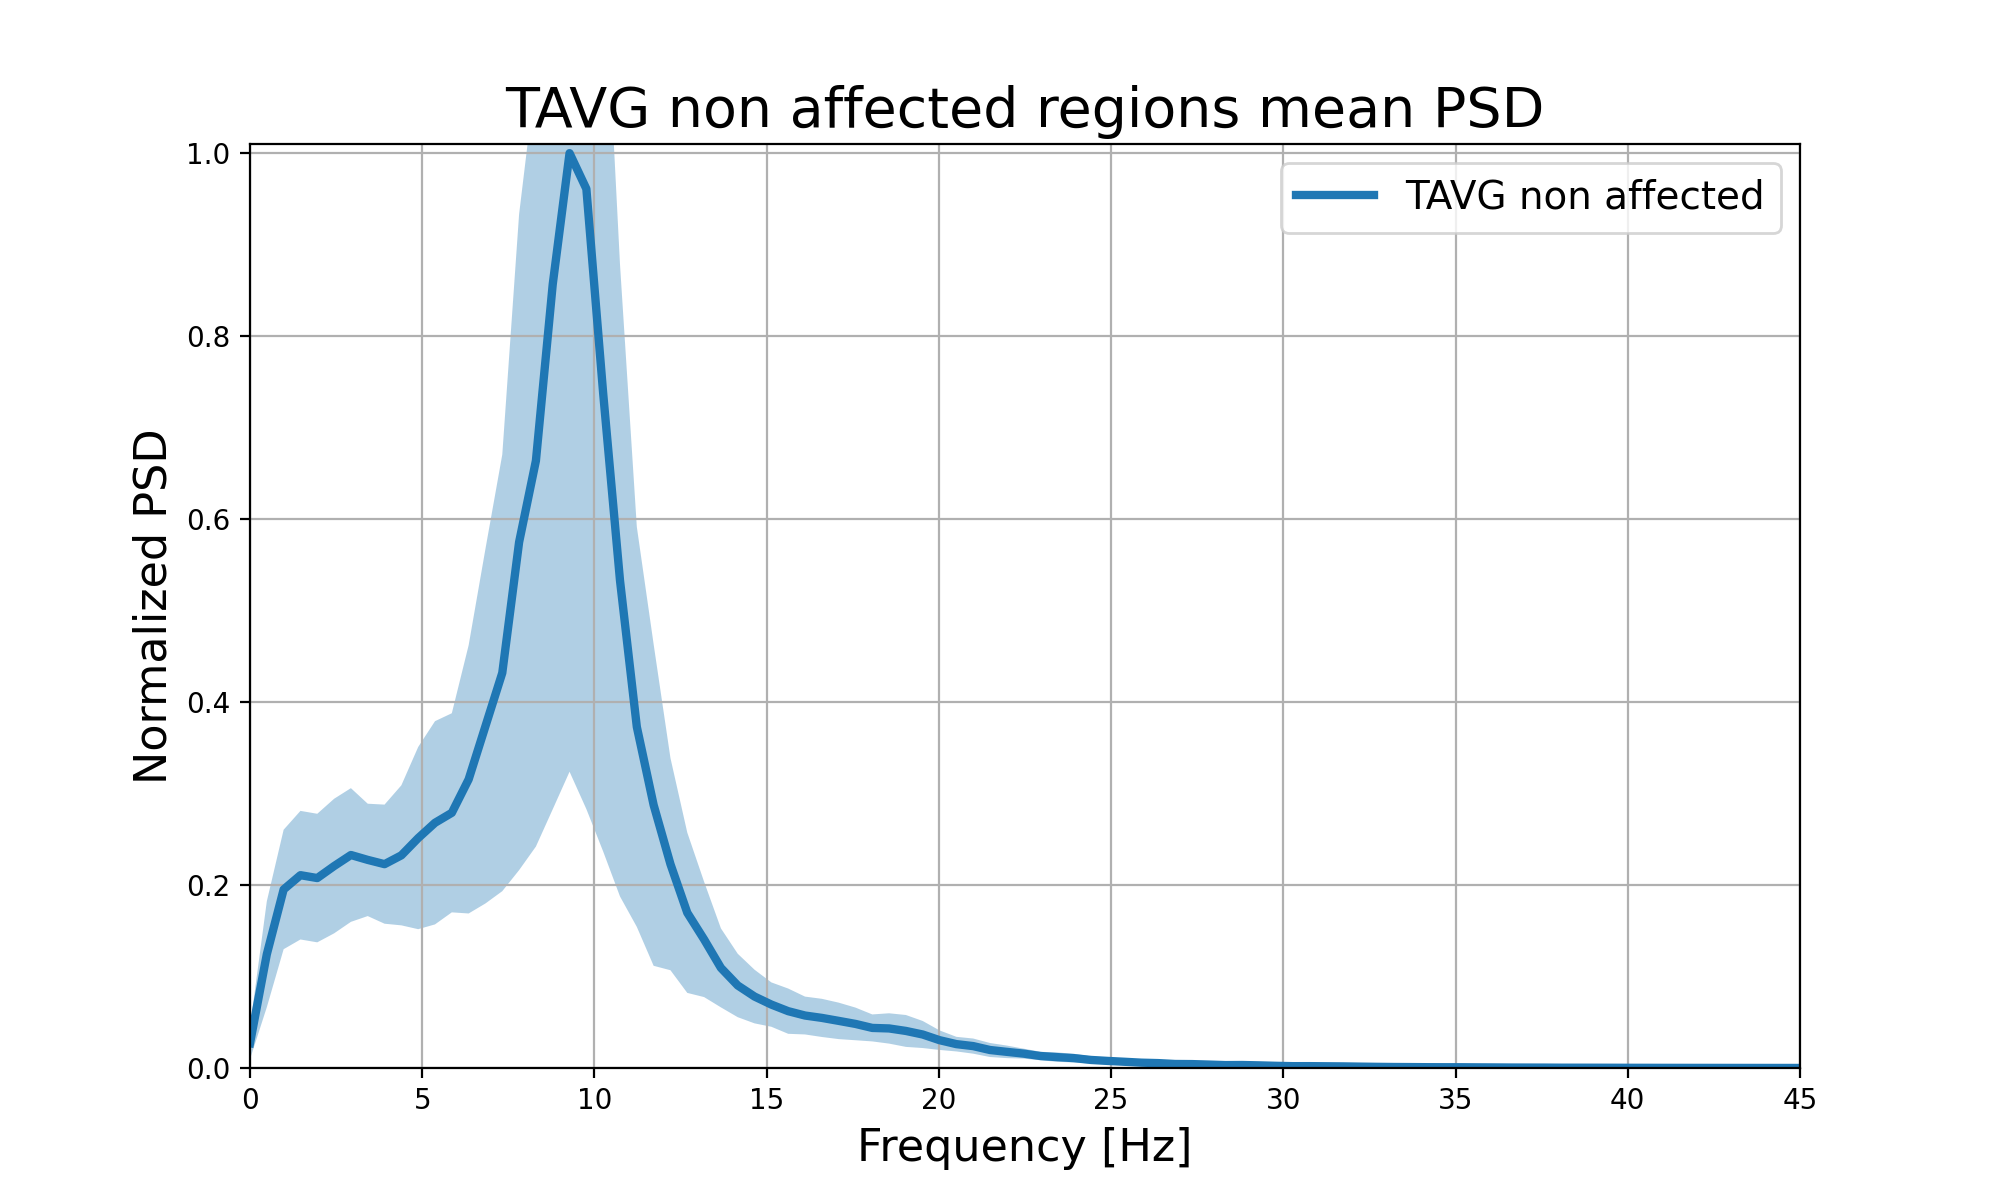 TAVG non affected regions mean PSD
TAVG non affected
Normalized PSD
1.0
0.8
0.6
0.4
0.2
0.0
0 5 10 15 20 25 30 35 40 45
Frequency [Hz]